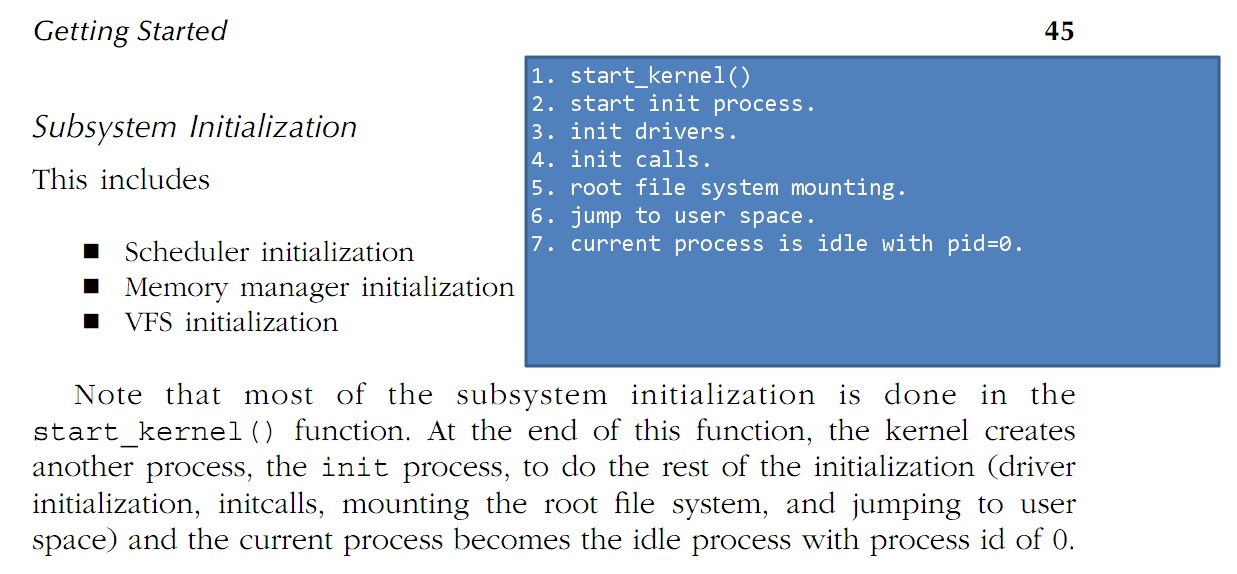 Getting Started 45
Subsystem Initialization
This includes
■ Scheduler initialization
■ Memory manager initialization
■ VFS initialization
1. start_kernel()
2. start init process.
3. init drivers.
4. init calls.
5. root file system mounting.
6. jump to user space.
7. current process is idle with pid=0.
Note that most of the subsystem initialization is done in the
start_kernel() function. At the end of this function, the kernel creates
another process, the init process, to do the rest of the initialization (driver
initialization, initcalls, mounting the root file system, and jumping to user
space) and the current process becomes the idle process with process id of 0.